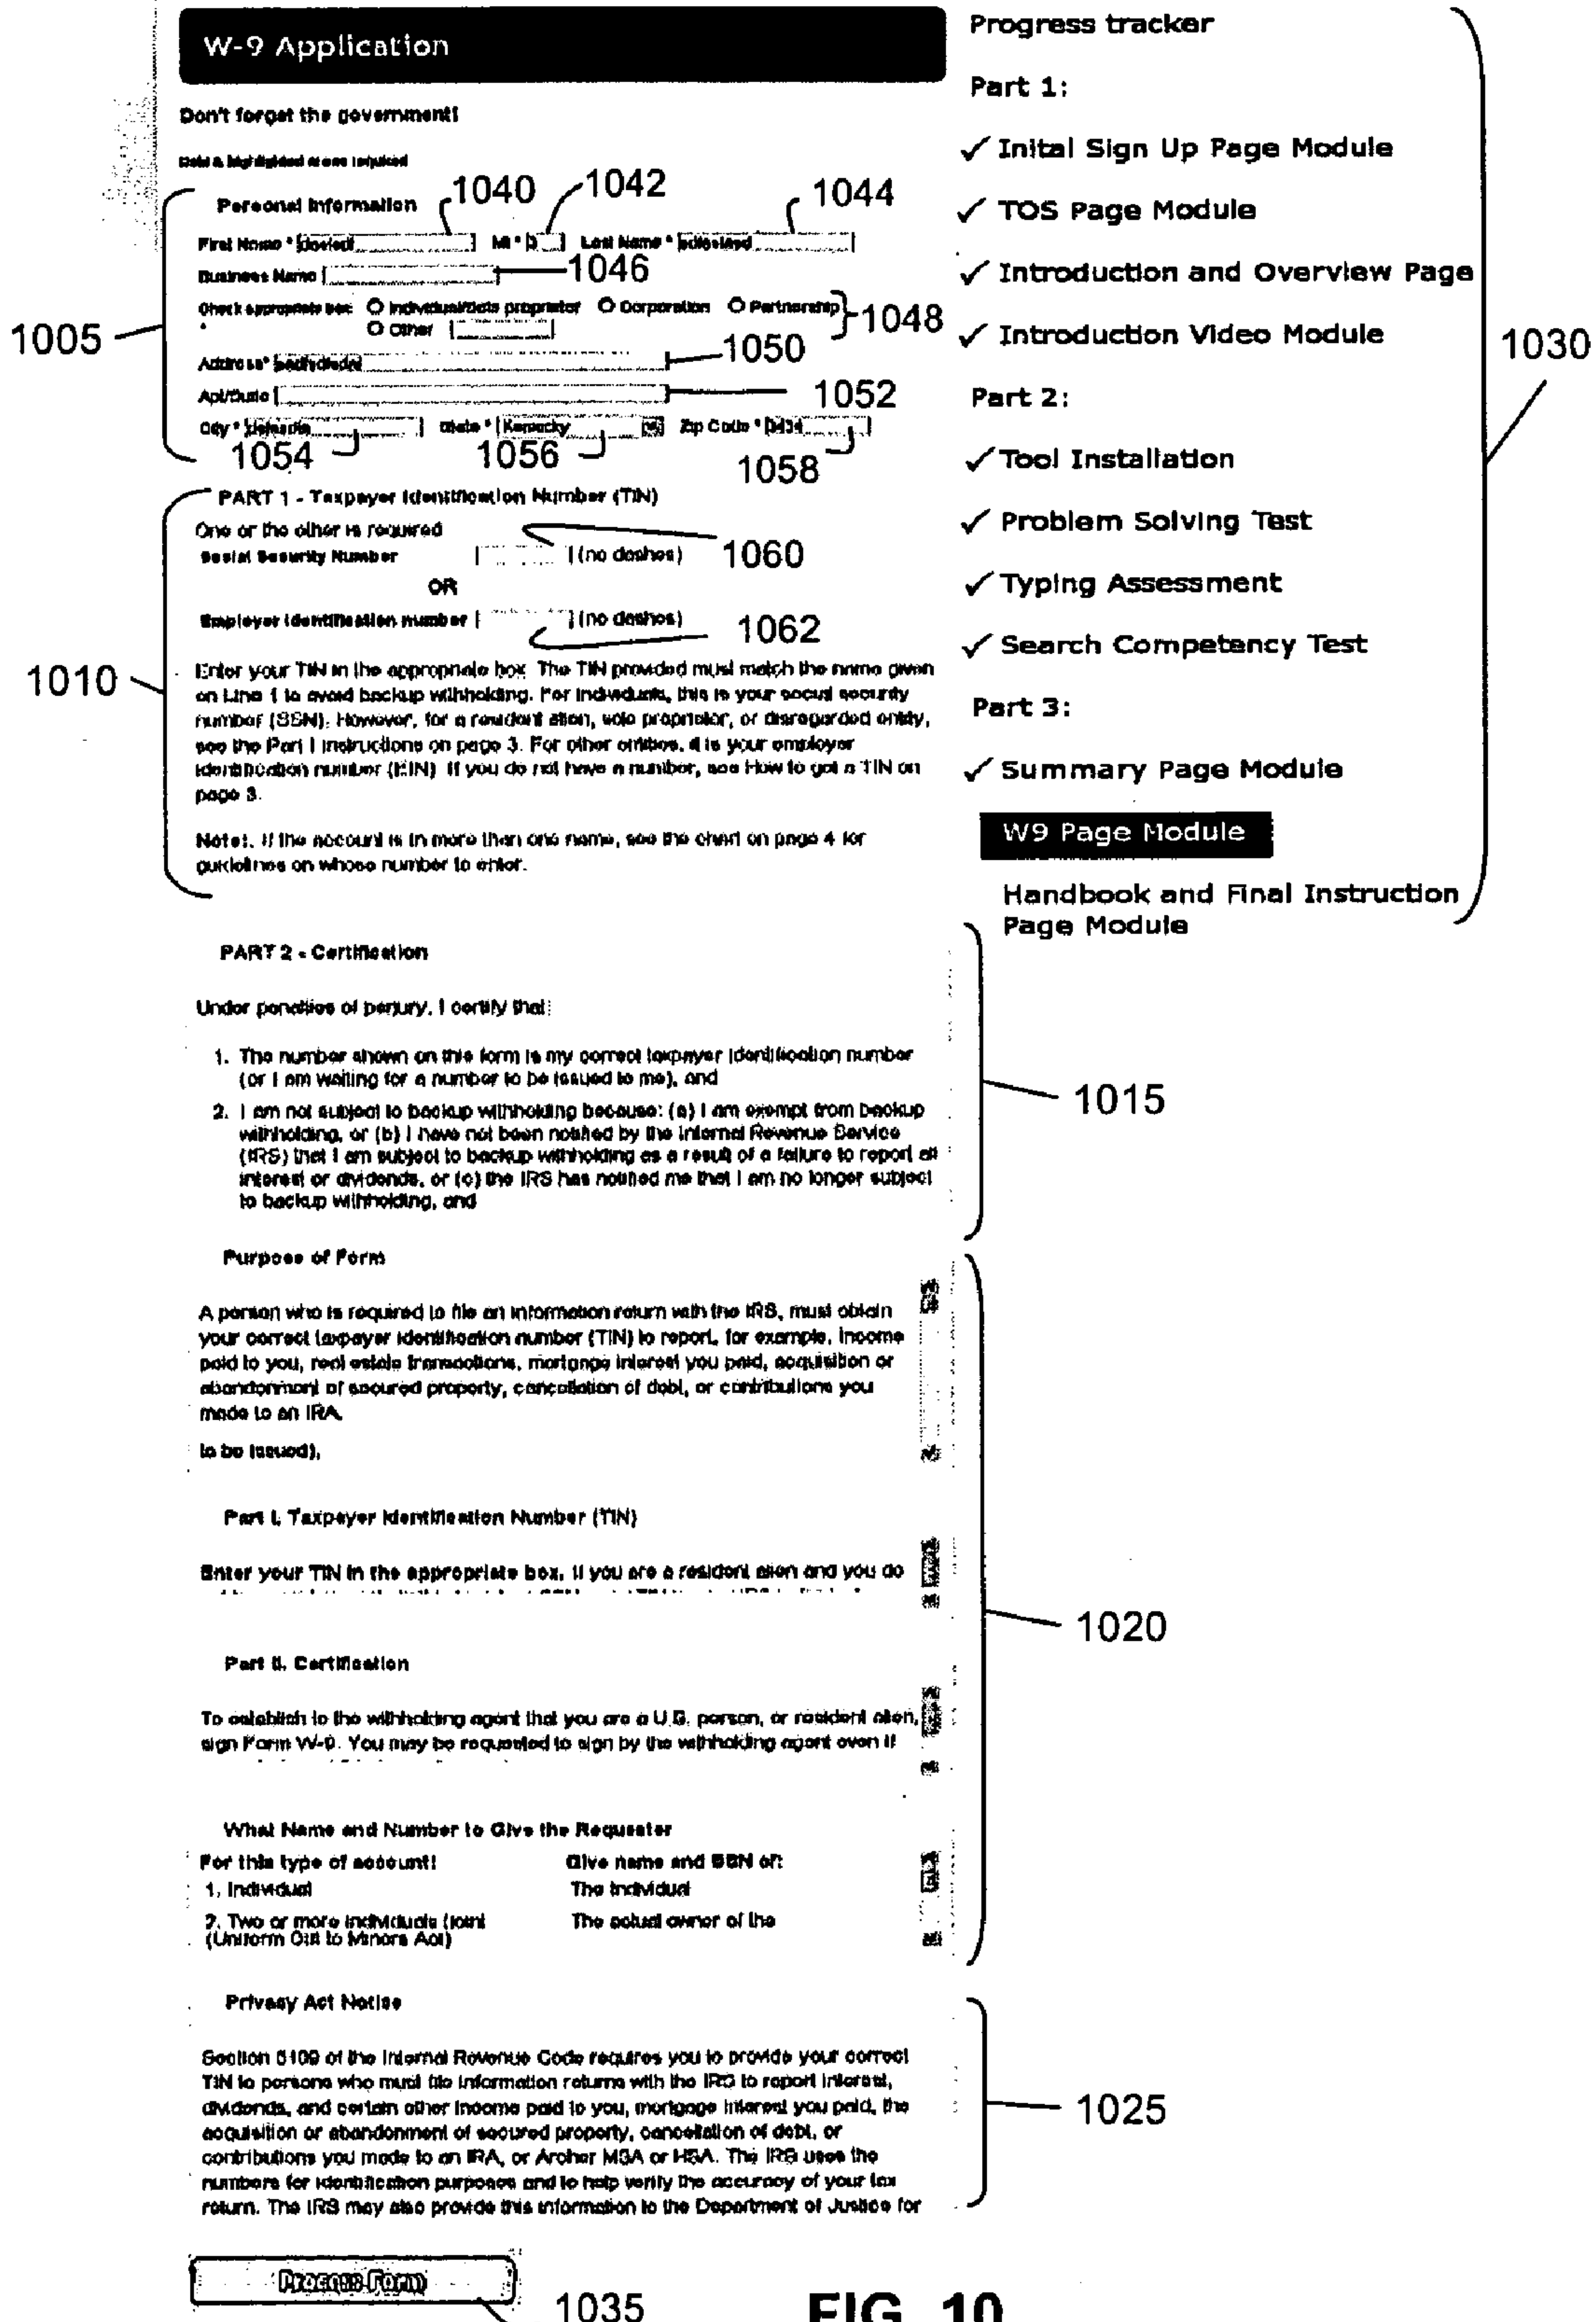 W-9 Application
Don't forget the government!
Bold & highlighted areas required
Personal Information
1040
1042
1044
First Name *
MI *
Last Name *
Business Name
1046
Check appropriate box:
Individual/Sole proprietor
Corporation
Partnership
1048
*
Other
1005
Address*
1050
Apt/Suite
1052
City *
State * Kentucky
Zip Code *
1054
1056
1058
PART 1 - Taxpayer Identification Number (TIN)
One or the other is required
Social Security Number
(no dashes)
1060
OR
Employer identification number
(no dashes)
1062
1010
Enter your TIN in the appropriate box. The TIN provided must match the name given
on Line 1 to avoid backup withholding. For individuals, this is your social security
number (SSN). However, for a resident alien, sole proprietor, or disregarded entity,
see the Part I instructions on page 3. For other entities, it is your employer
identification number (EIN). If you do not have a number, see How to get a TIN on
page 3.
Note: If the account is in more than one name, see the chart on page 4 for
guidelines on whose number to enter.
PART 2 - Certification
Under penalties of perjury, I certify that:
1. The number shown on this form is my correct taxpayer identification number
(or I am waiting for a number to be issued to me), and
2. I am not subject to backup withholding because: (a) I am exempt from backup
withholding, or (b) I have not been notified by the Internal Revenue Service
(IRS) that I am subject to backup withholding as a result of a failure to report all
interest or dividends, or (c) the IRS has notified me that I am no longer subject
to backup withholding, and
1015
Purpose of Form
A person who is required to file an information return with the IRS, must obtain
your correct taxpayer identification number (TIN) to report, for example, income
paid to you, real estate transactions, mortgage interest you paid, acquisition or
abandonment of secured property, cancellation of debt, or contributions you
made to an IRA.
to be issued),
Part I. Taxpayer Identification Number (TIN)
Enter your TIN in the appropriate box. If you are a resident alien and you do
1020
Part II. Certification
To establish to the withholding agent that you are a U.S. person, or resident alien,
sign Form W-9. You may be requested to sign by the withholding agent even if
What Name and Number to Give the Requester
For this type of account:
Give name and SSN of:
1. Individual
The individual
2. Two or more individuals (joint
The actual owner of the
(Uniform Gift to Minors Act)
Privacy Act Notice
Section 6109 of the Internal Revenue Code requires you to provide your correct
TIN to persons who must file information returns with the IRS to report interest,
dividends, and certain other income paid to you, mortgage interest you paid, the
acquisition or abandonment of secured property, cancellation of debt, or
contributions you made to an IRA, or Archer MSA or HSA. The IRS uses the
numbers for identification purposes and to help verify the accuracy of your tax
return. The IRS may also provide this information to the Department of Justice for
1025
Process Form
1035
Progress tracker
Part 1:
✓ Inital Sign Up Page Module
✓ TOS Page Module
✓ Introduction and Overview Page
✓ Introduction Video Module
Part 2:
✓ Tool Installation
✓ Problem Solving Test
✓ Typing Assessment
✓ Search Competency Test
Part 3:
✓ Summary Page Module
W9 Page Module
Handbook and Final Instruction
Page Module
1030
FIG. 10